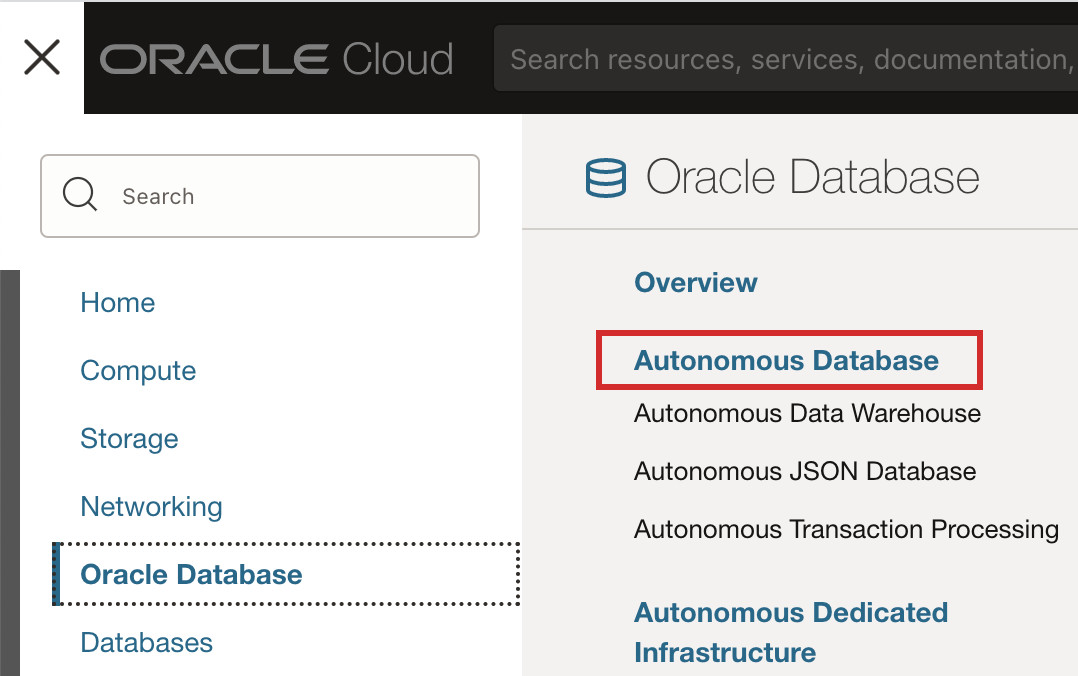 ORACLE Cloud
Search resources, services, documentation,
Search
Home
Compute
Storage
Networking
Oracle Database
Databases
Oracle Database
Overview
Autonomous Database
Autonomous Data Warehouse
Autonomous JSON Database
Autonomous Transaction Processing
Autonomous Dedicated
Infrastructure